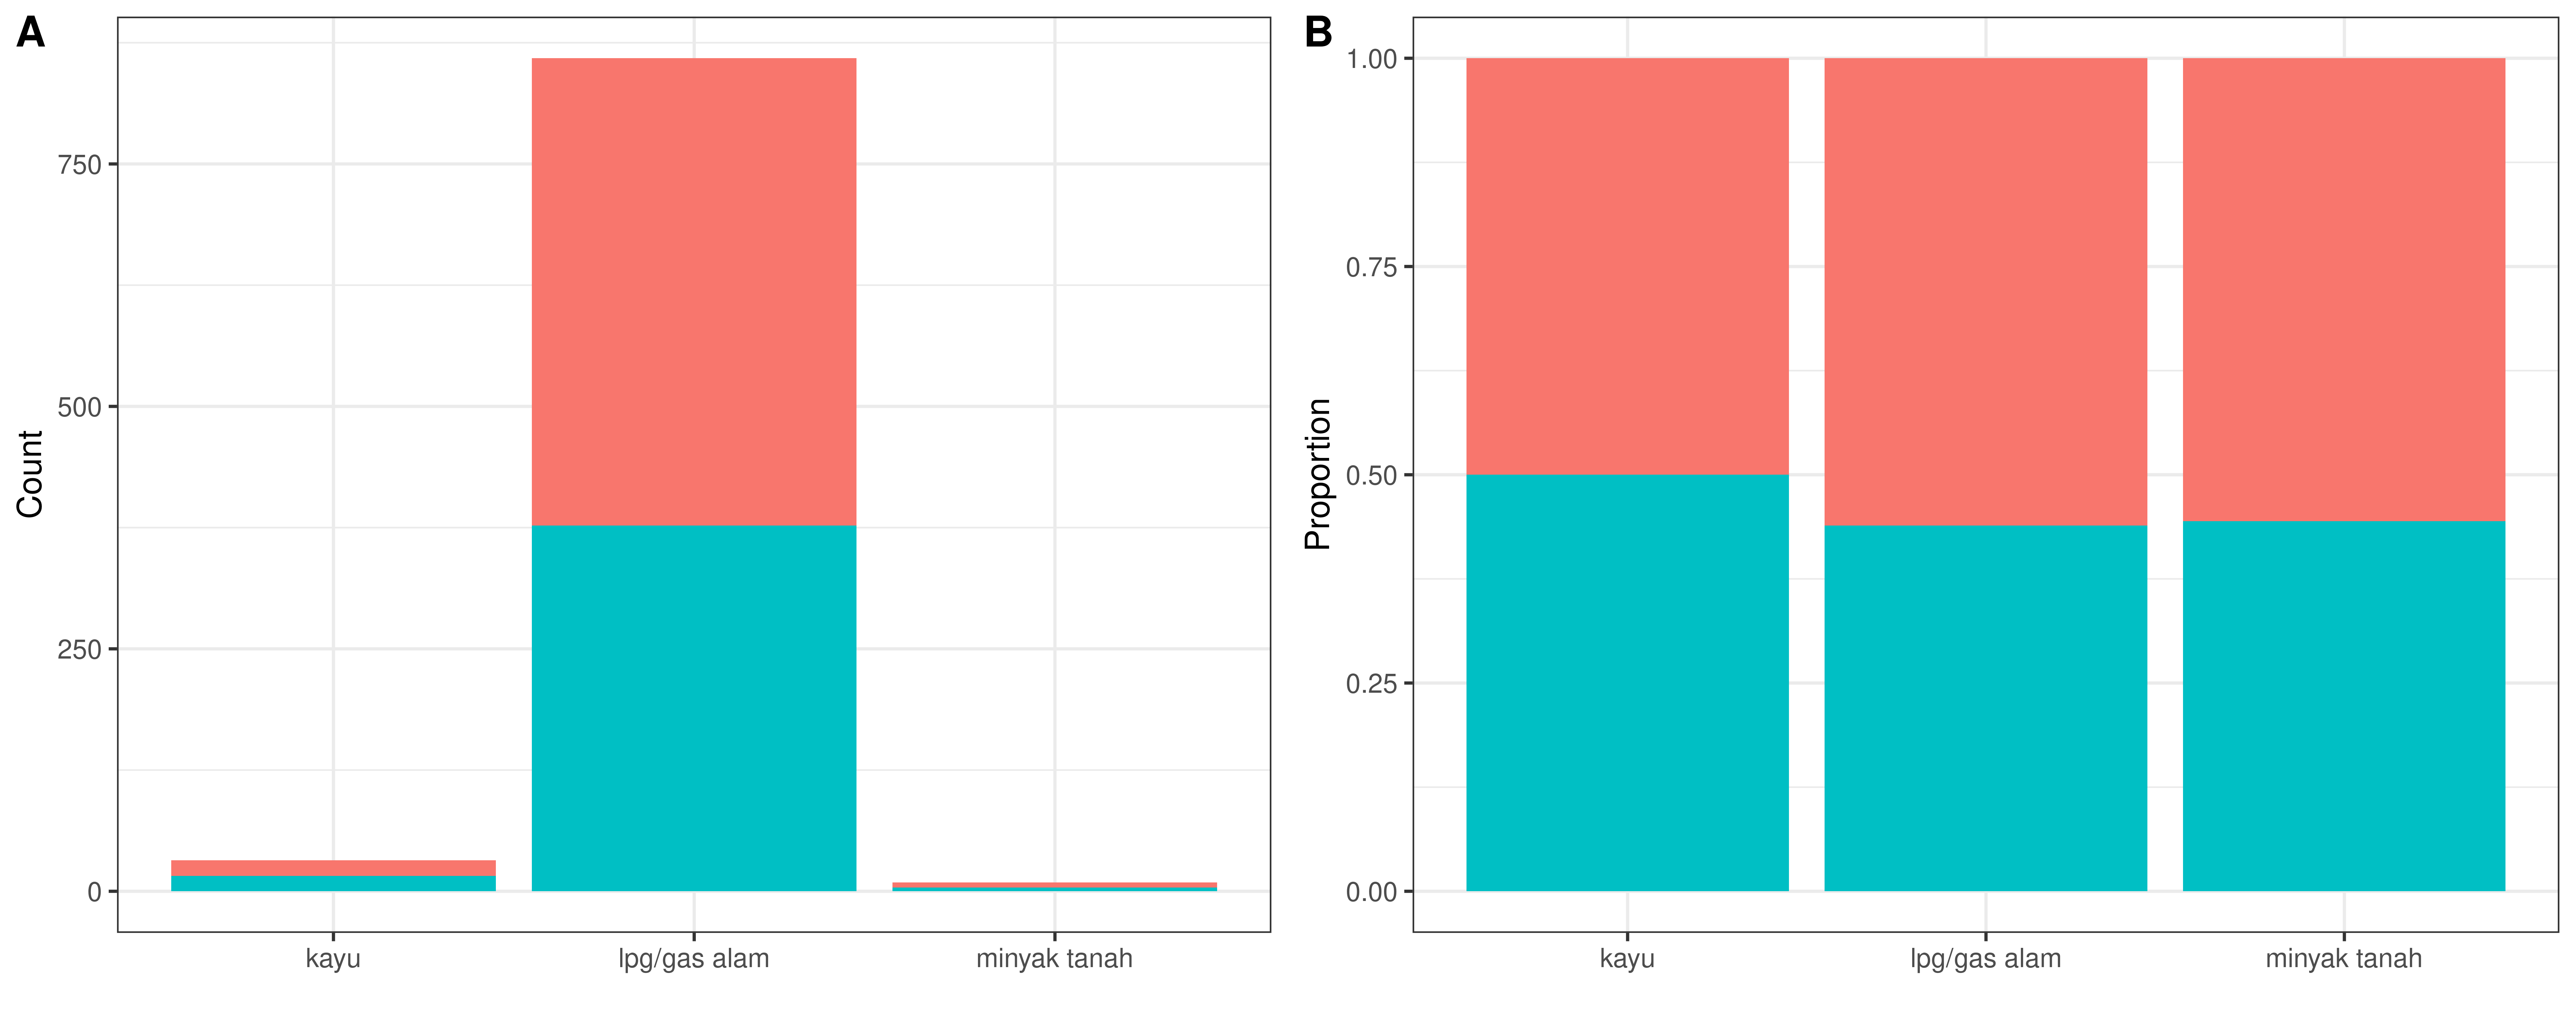 A
Count
750
500
250
0
kayu
lpg/gas alam
minyak tanah
B
Proportion
1.00
0.75
0.50
0.25
0.00
kayu
lpg/gas alam
minyak tanah